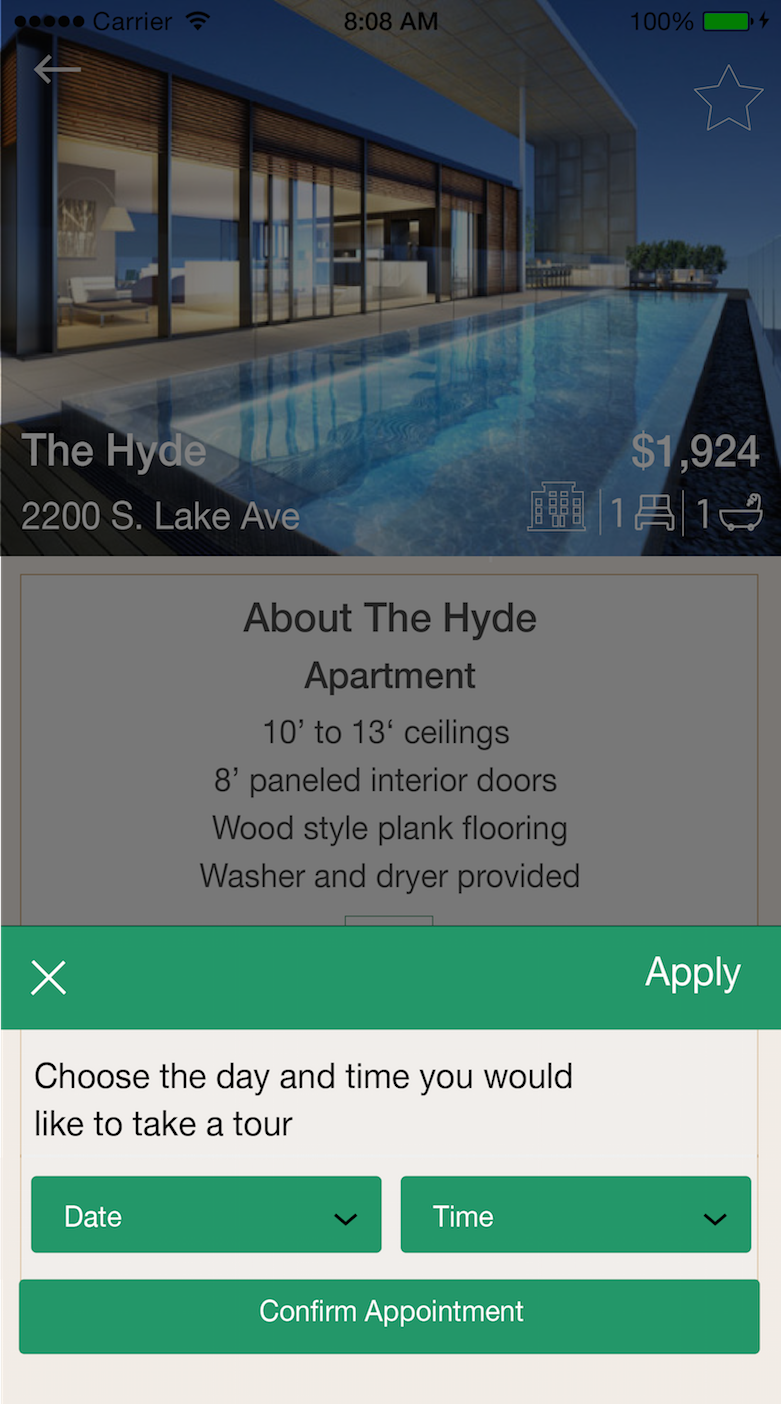 Carrier 8:08 AM 100%
The Hyde $1,924
2200 S. Lake Ave 1 1
About The Hyde
Apartment
10’ to 13‘ ceilings
8’ paneled interior doors
Wood style plank flooring
Washer and dryer provided
Apply
Choose the day and time you would
like to take a tour
Date Time
Confirm Appointment